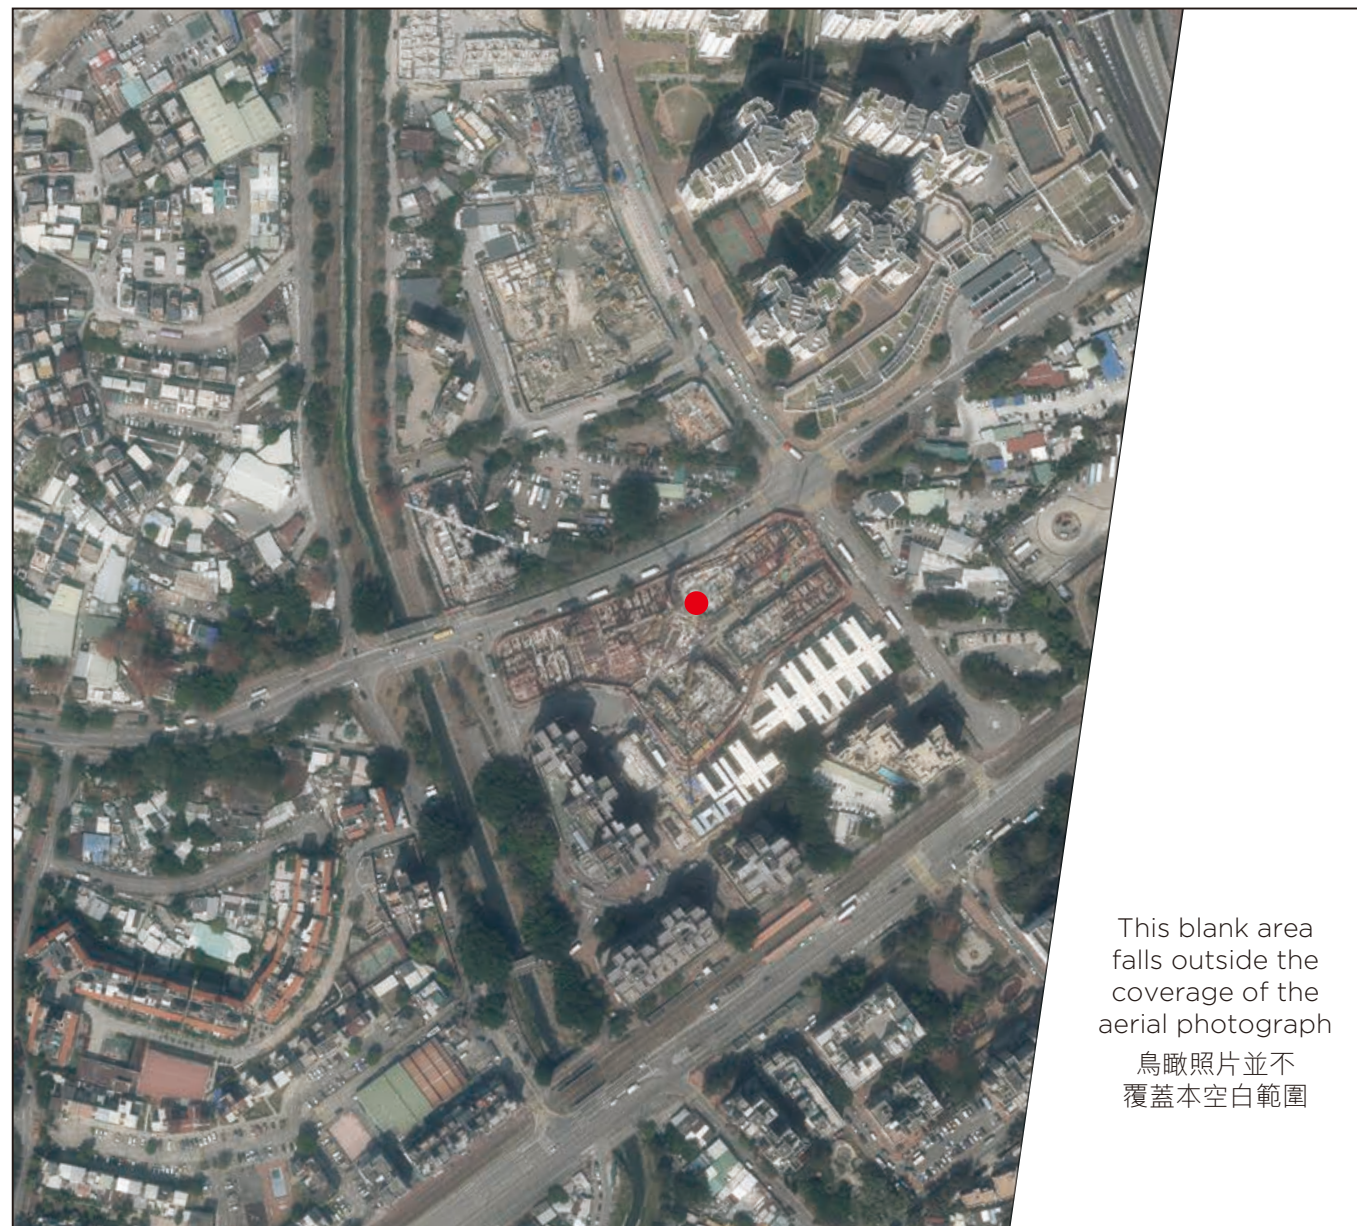 This blank area
falls outside the
coverage of the
aerial photograph
鳥瞰照片並不
覆蓋本空白範圍